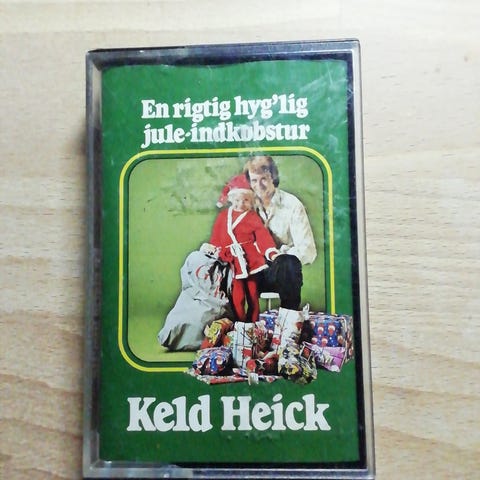 En rigtig hyg'lig
jule-indkøbstur
Keld Heick